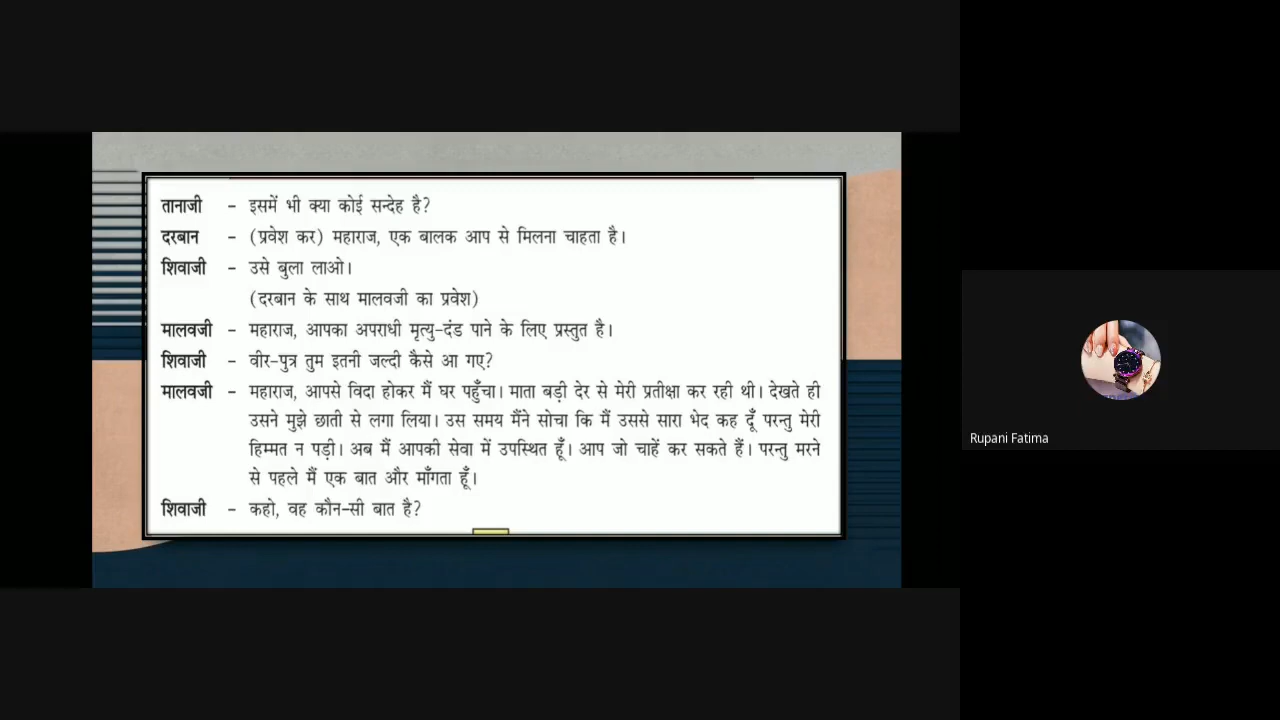 तानाजी – इसमें भी क्या कोई सन्देह है?
दरबान – (प्रवेश कर) महाराज, एक बालक आप से मिलना चाहता है।
शिवाजी – उसे बुला लाओ।
(दरबान के साथ मालवजी का प्रवेश)
मालवजी – महाराज, आपका अपराधी मृत्यु-दंड पाने के लिए प्रस्तुत है।
शिवाजी – वीर-पुत्र तुम इतनी जल्दी कैसे आ गए?
मालवजी – महाराज, आपसे विदा होकर मैं घर पहुँचा। माता बड़ी देर से मेरी प्रतीक्षा कर रही थी। देखते ही
उसने मुझे छाती से लगा लिया। उस समय मैंने सोचा कि मैं उससे सारा भेद कह दूँ परन्तु मेरी
हिम्मत न पड़ी। अब मैं आपकी सेवा में उपस्थित हूँ। आप जो चाहें कर सकते हैं। परन्तु मरने
से पहले मैं एक बात और माँगता हूँ।
शिवाजी – कहो, वह कौन-सी बात है?
Rupani Fatima